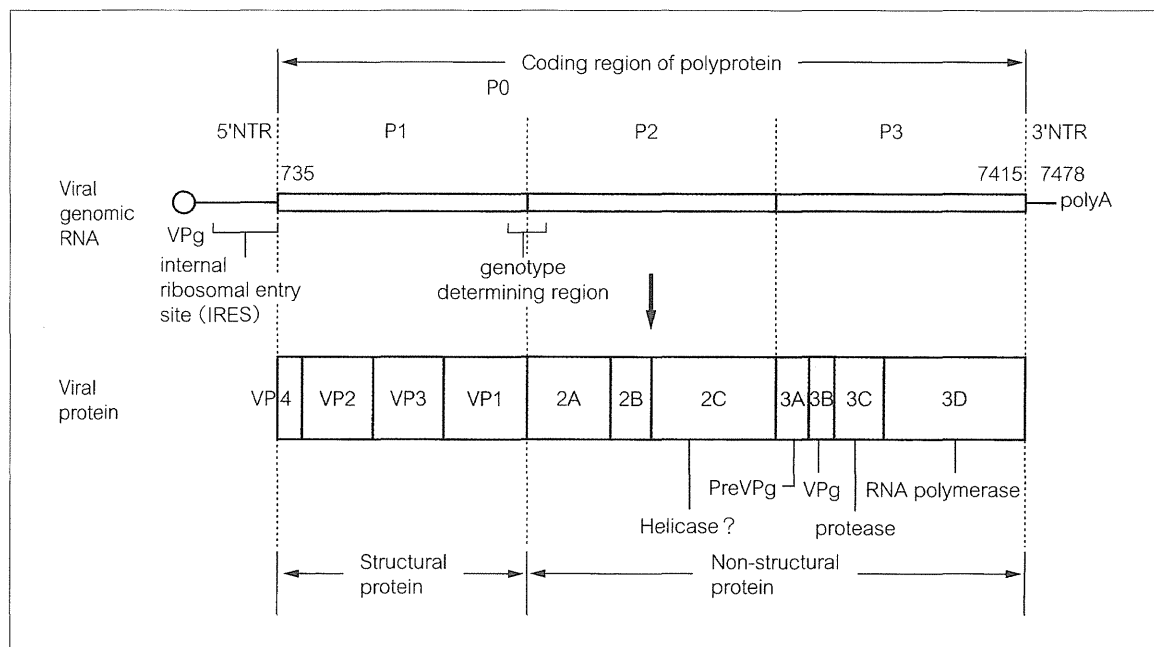 Coding region of polyprotein
P0
5'NTR P1 P2 P3 3'NTR
735 7415 7478
Viral
genomic
RNA
polyA
VPg
internal
ribosomal entry
site (IRES)
genotype
determining region
Viral
protein
VP4 VP2 VP3 VP1 2A 2B 2C 3A 3B 3C 3D
PreVPg VPg RNA polymerase
Helicase ? protease
Structural
protein
Non-structural
protein